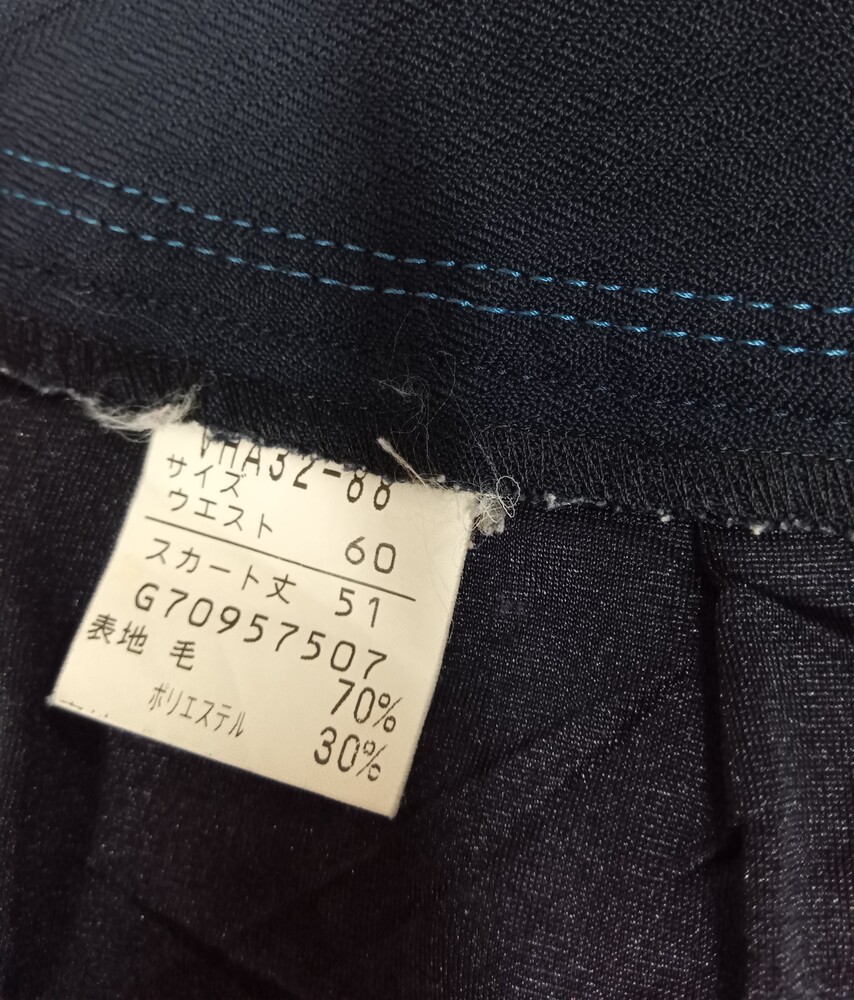 VHA32-88
サイズ
ウエスト 60
スカート丈 51
G70957507
表地 毛 70%
ポリエステル 30%